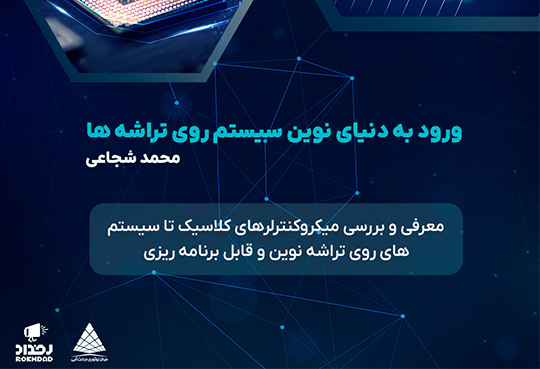 ورود به دنیای نوین سیستم روی تراشه ها
محمد شجاعی
معرفی و بررسی میکروکنترلرهای کلاسیک تا سیستم
های روی تراشه نوین و قابل برنامه ریزی
رخداد
ROKHDAD